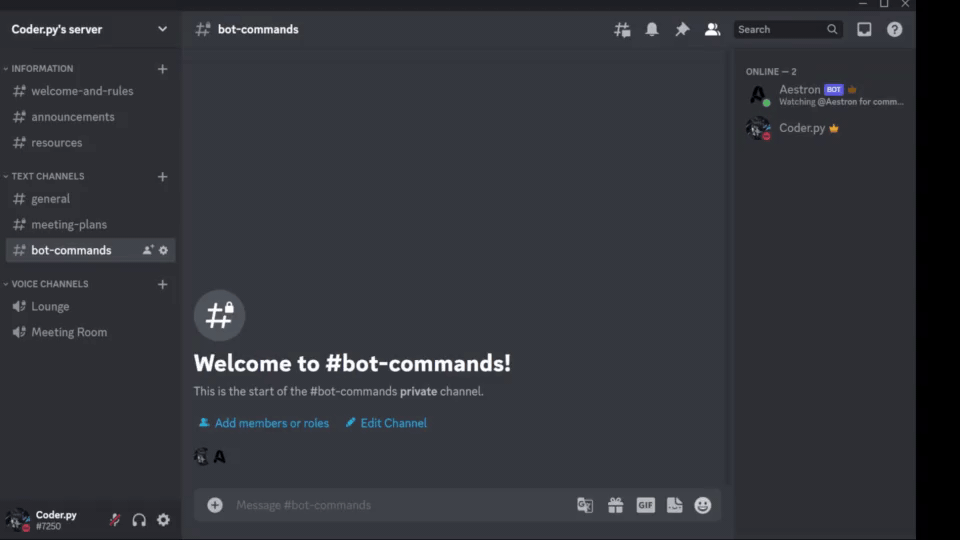 Coder.py's server
INFORMATION
welcome-and-rules
announcements
resources
TEXT CHANNELS
general
meeting-plans
bot-commands
VOICE CHANNELS
Lounge
Meeting Room
Coder.py
#7250
bot-commands
Search
Welcome to #bot-commands!
This is the start of the #bot-commands private channel.
Add members or roles Edit Channel
A
Message #bot-commands
GIF
ONLINE — 2
Aestron BOT
Watching @Aestron for comm...
Coder.py